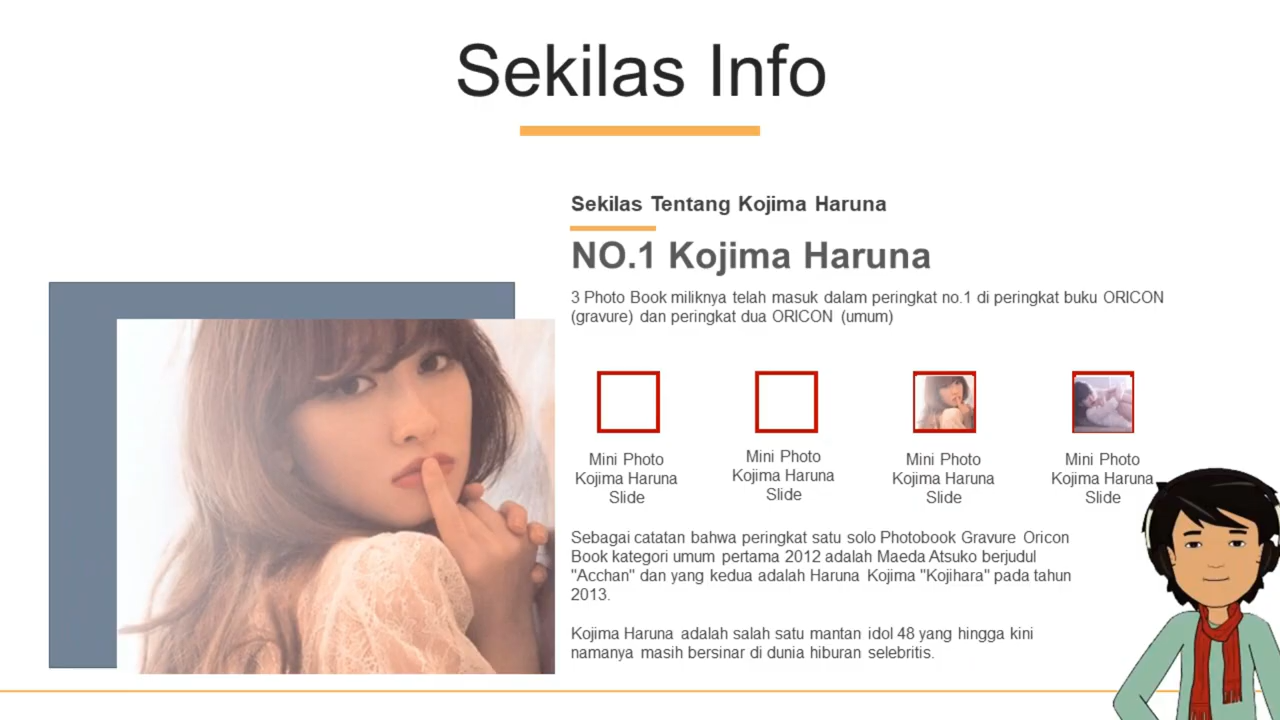 Sekilas Info
Sekilas Tentang Kojima Haruna
NO.1 Kojima Haruna
3 Photo Book miliknya telah masuk dalam peringkat no.1 di peringkat buku ORICON
(gravure) dan peringkat dua ORICON (umum)
Mini Photo
Kojima Haruna
Slide
Mini Photo
Kojima Haruna
Slide
Mini Photo
Kojima Haruna
Slide
Mini Photo
Kojima Haruna
Slide
Sebagai catatan bahwa peringkat satu solo Photobook Gravure Oricon
Book kategori umum pertama 2012 adalah Maeda Atsuko berjudul
"Acchan" dan yang kedua adalah Haruna Kojima "Kojihara" pada tahun
2013.
Kojima Haruna adalah salah satu mantan idol 48 yang hingga kini
namanya masih bersinar di dunia hiburan selebritis.